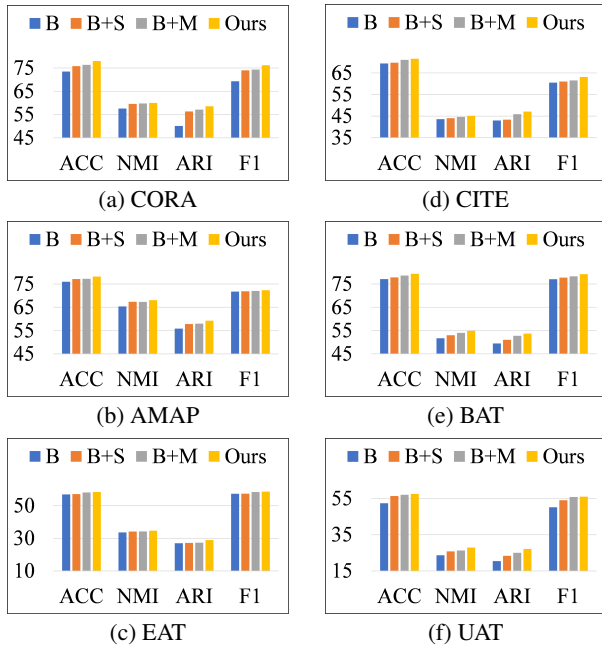 B B+S B+M Ours
75
65
55
45
ACC NMI ARI F1
(a) CORA
B B+S B+M Ours
65
55
45
35
ACC NMI ARI F1
(d) CITE
B B+S B+M Ours
75
65
55
45
ACC NMI ARI F1
(b) AMAP
B B+S B+M Ours
75
65
55
45
ACC NMI ARI F1
(e) BAT
B B+S B+M Ours
50
30
10
ACC NMI ARI F1
(c) EAT
B B+S B+M Ours
55
35
15
ACC NMI ARI F1
(f) UAT